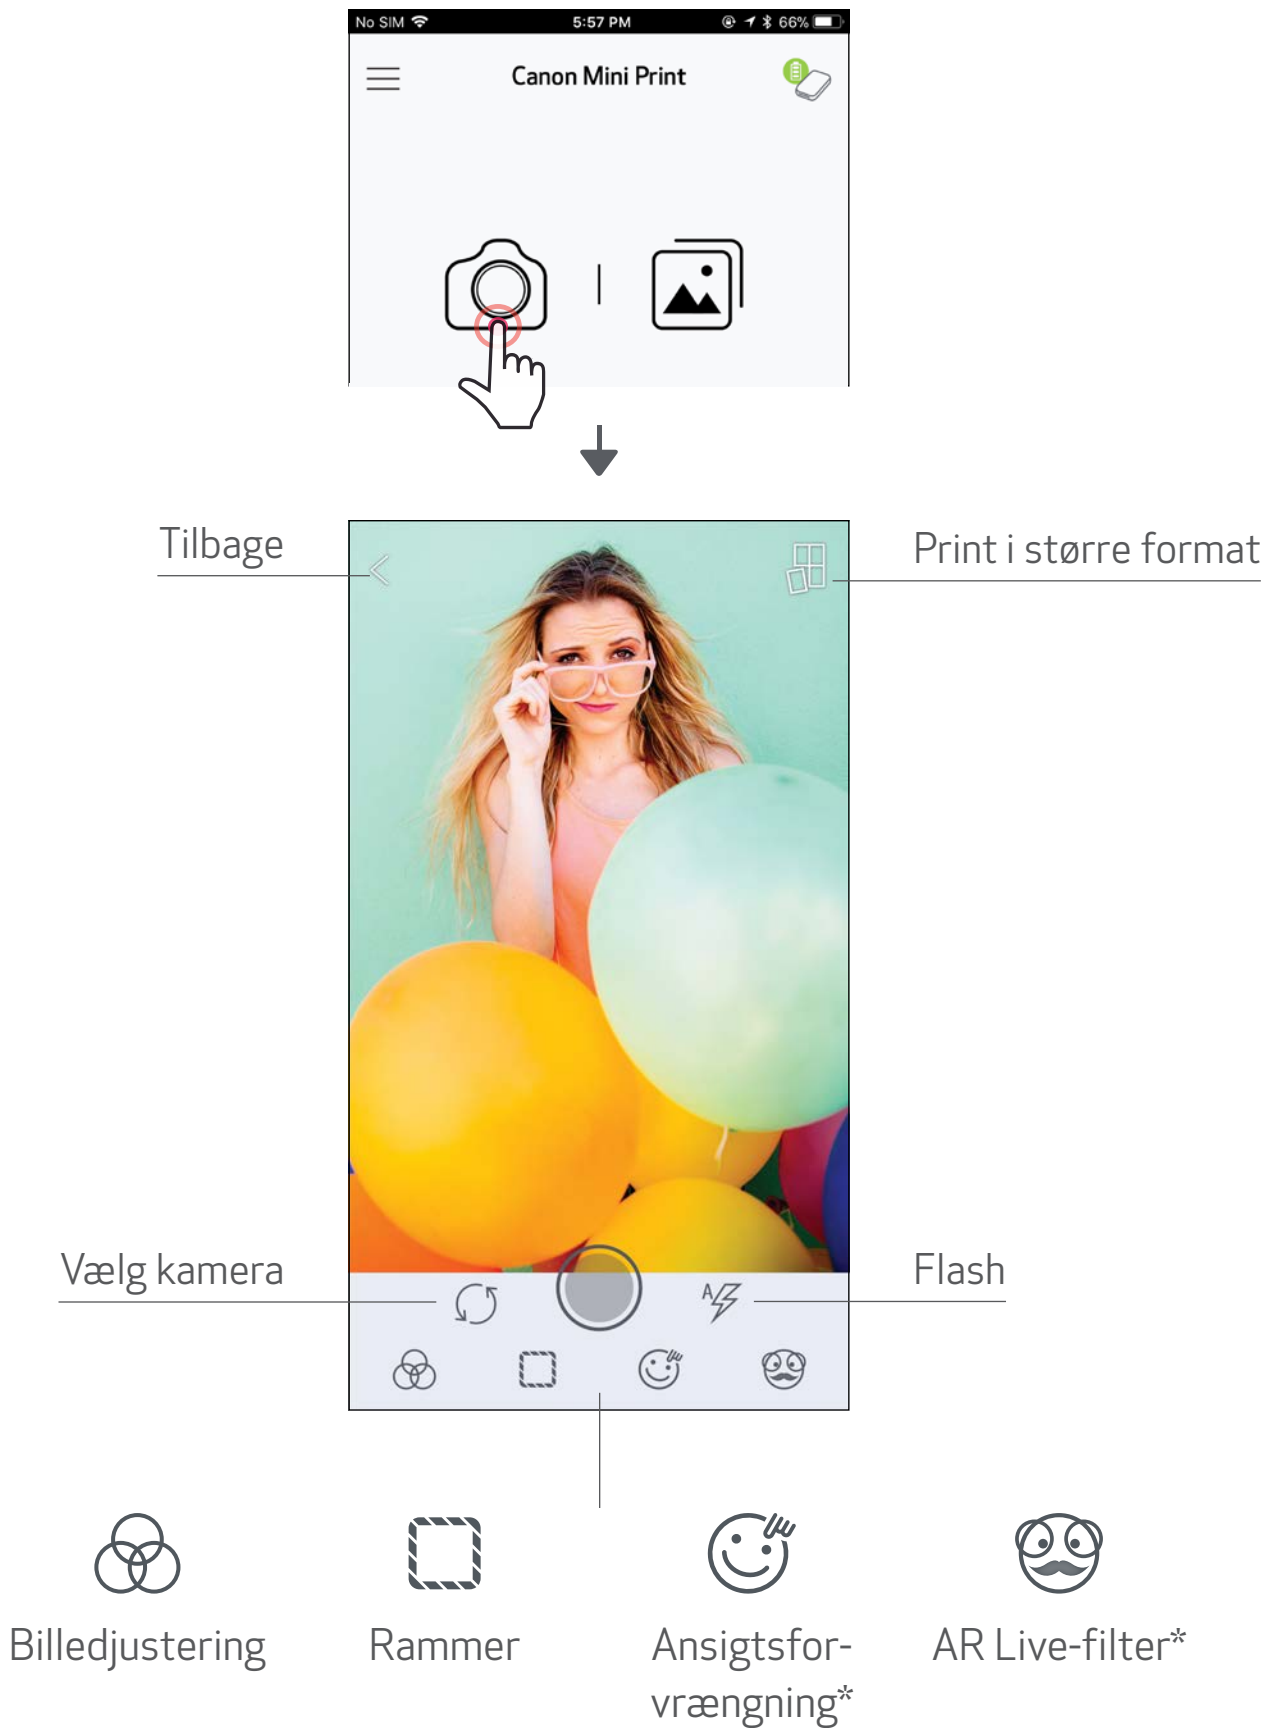 No SIM 5:57 PM 66%
Canon Mini Print
Tilbage
Print i større format
Vælg kamera
Flash
A
Billedjustering
Rammer
Ansigtsfor-
vrængning*
AR Live-filter*